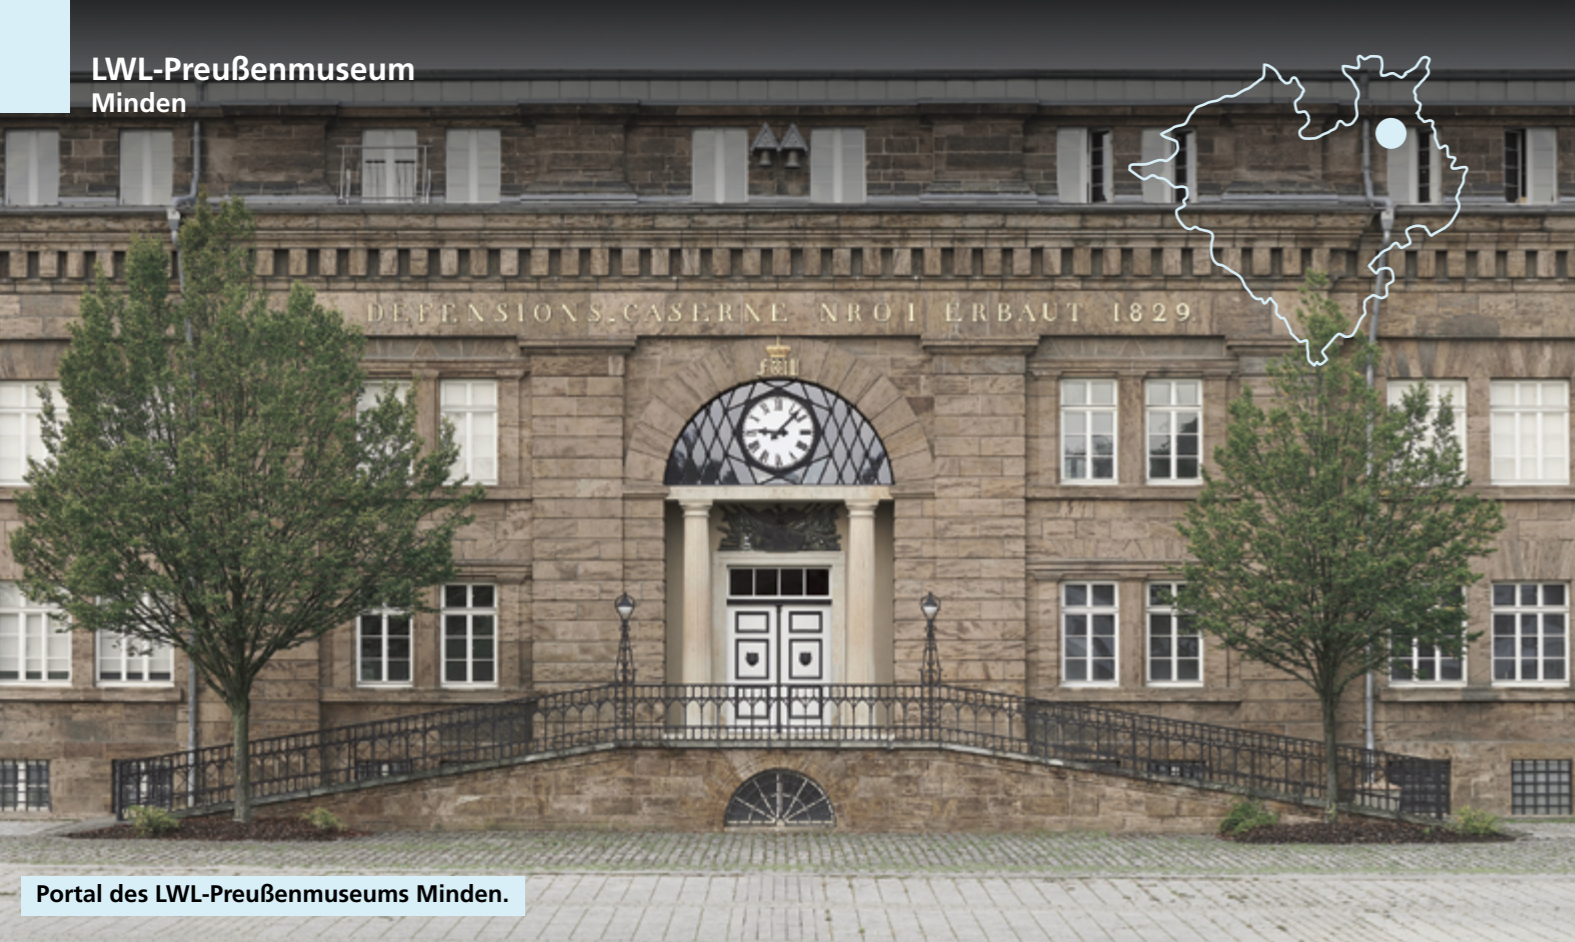 LWL-Preußenmuseum
Minden
DEFENSIONS-CASERNE NRO I ERBAUT 1829.
Portal des LWL-Preußenmuseums Minden.